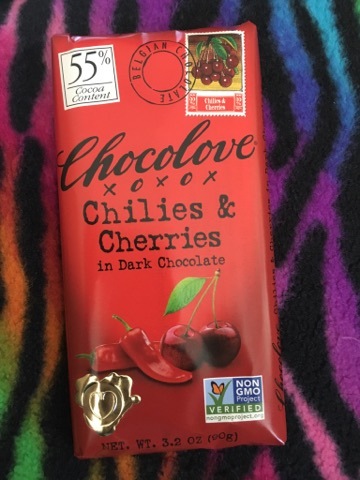 55%
Cocoa
Content
BELGIAN CHOCOLATE
Chilies &
Cherries
Chocolove®
XOXOX
Chilies &
Cherries
in Dark Chocolate
NON
GMO
Project
VERIFIED
nongmoproject.org
NET. WT. 3.2 OZ (90g)